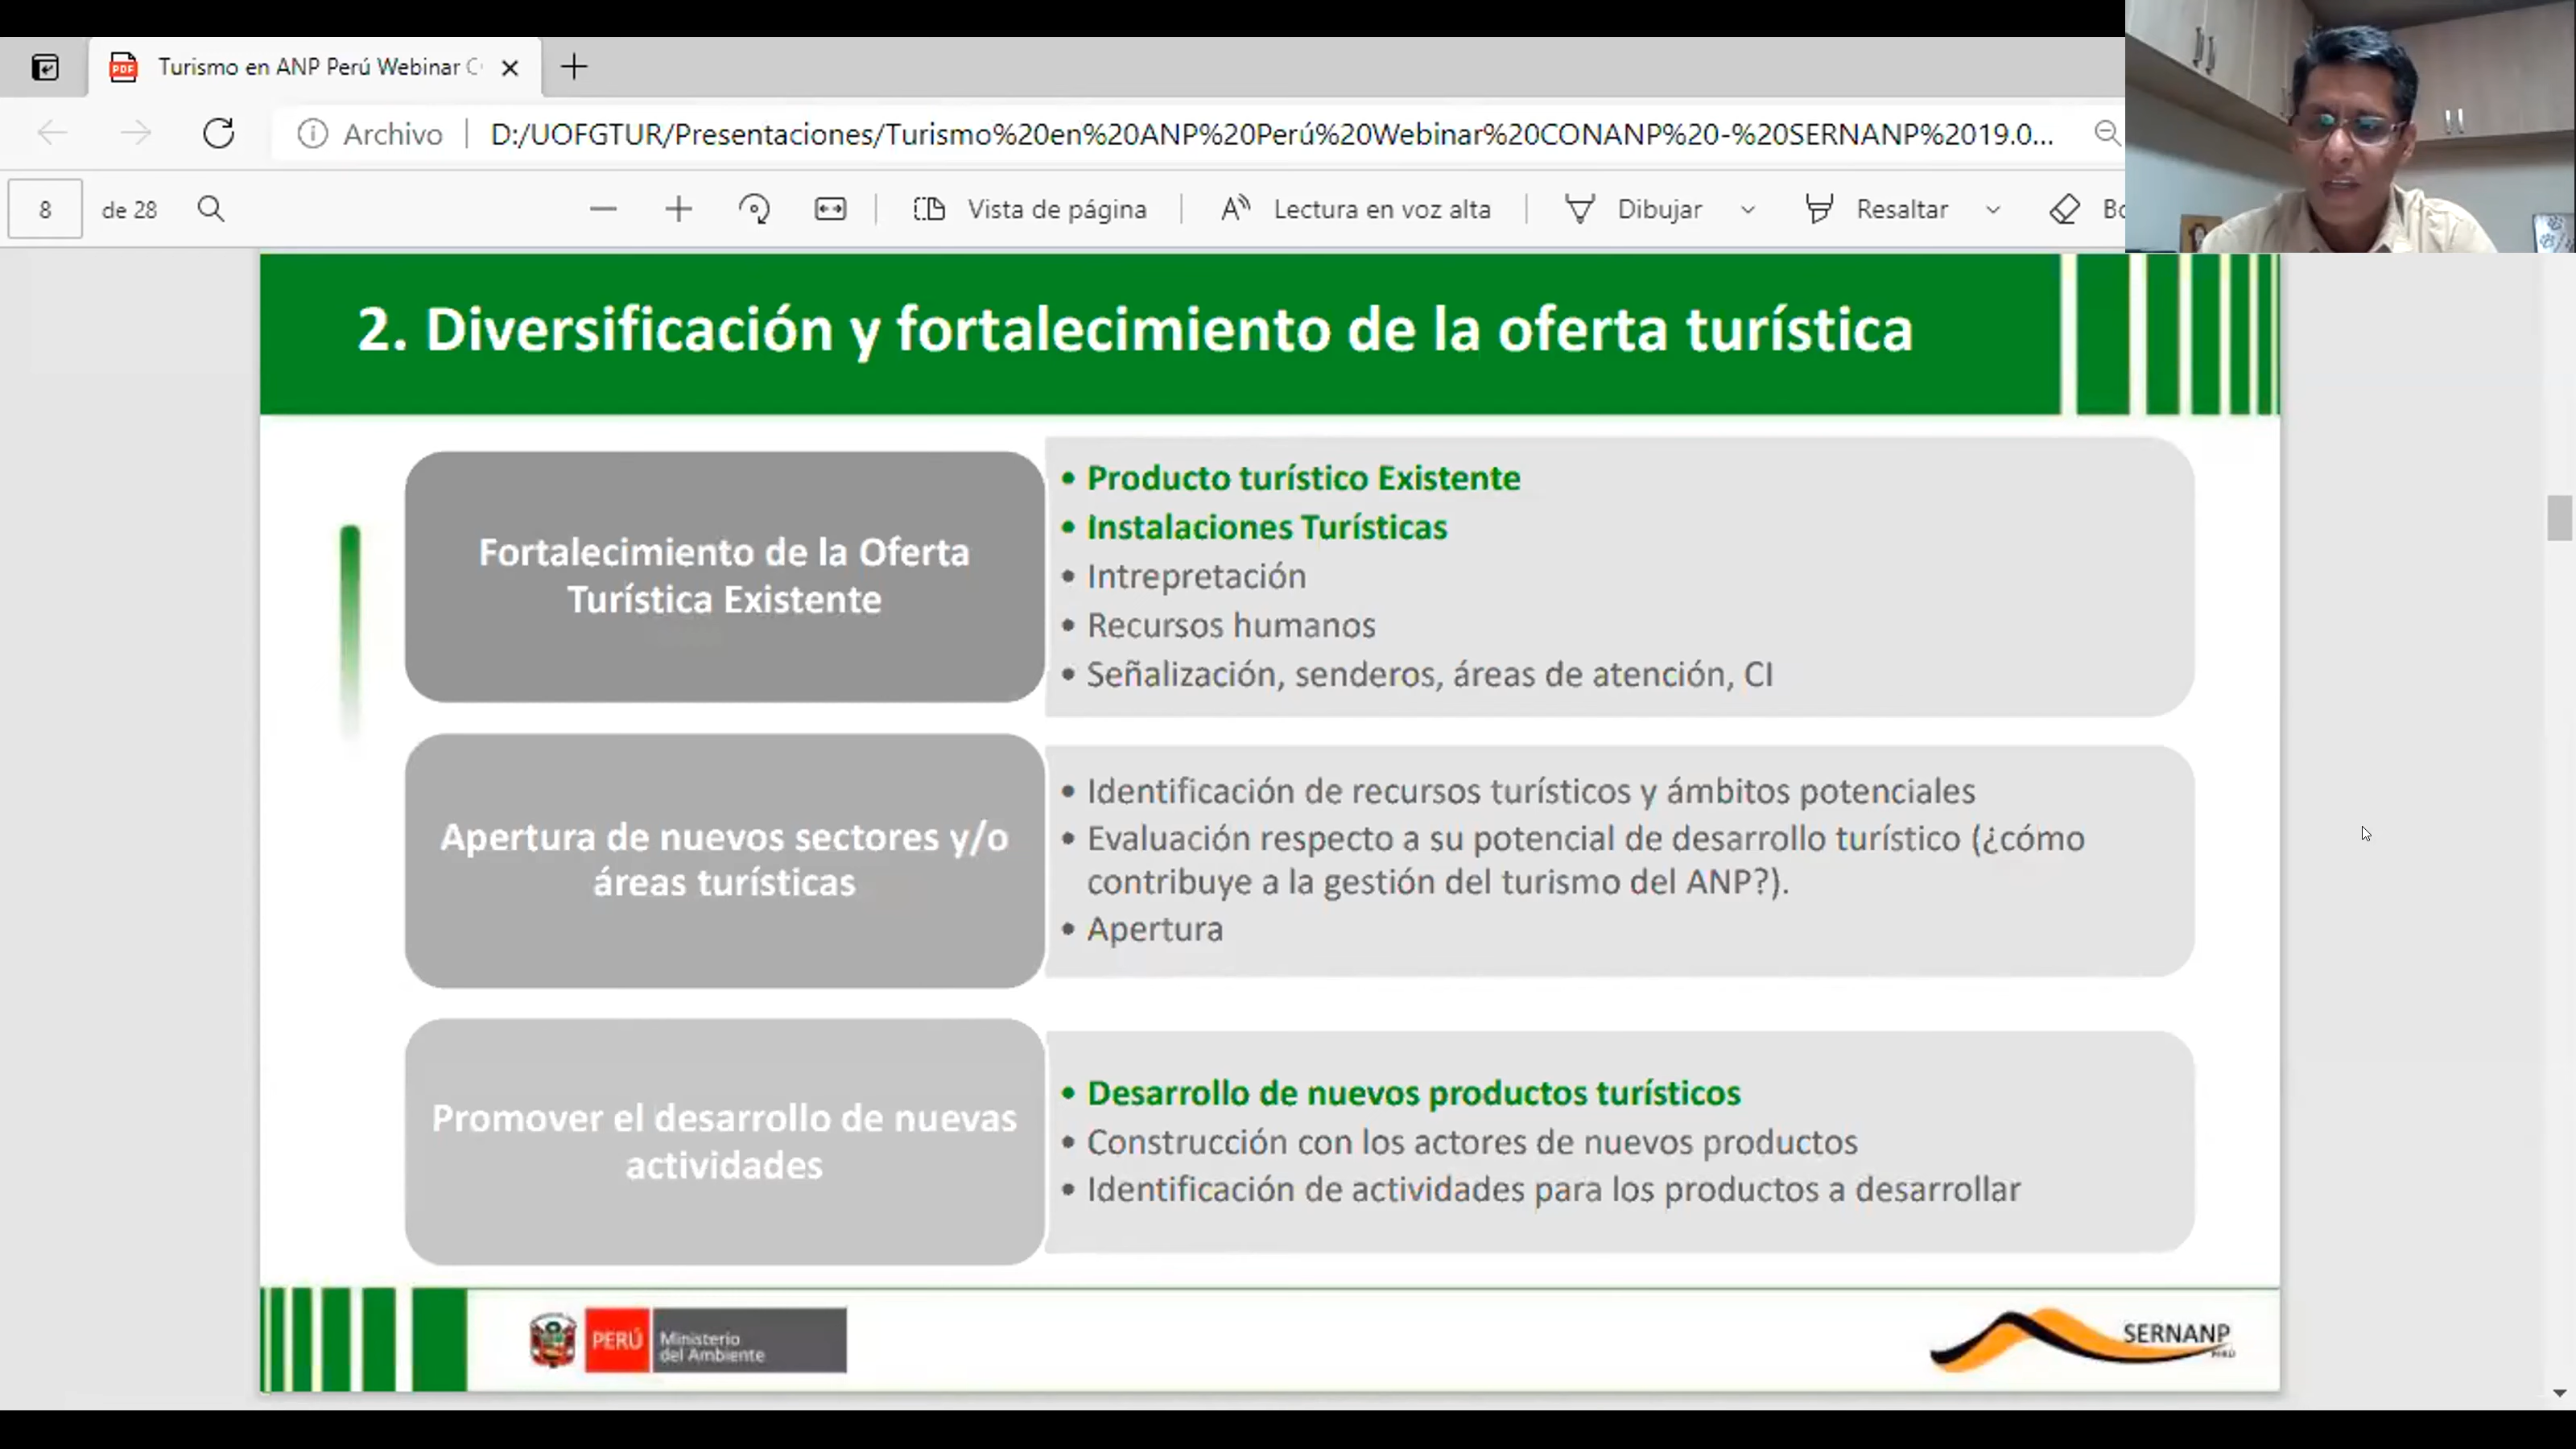 Turismo en ANP Perú Webinar C
Archivo
D:/UOFGTUR/Presentaciones/Turismo%20en%20ANP%20Perú%20Webinar%20CONANP%20-%20SERNANP%2019.0...
8
de 28
Vista de página
Lectura en voz alta
Dibujar
Resaltar
Bo
2. Diversificación y fortalecimiento de la oferta turística
Fortalecimiento de la Oferta
Turística Existente
• Producto turístico Existente
• Instalaciones Turísticas
• Intrepretación
• Recursos humanos
• Señalización, senderos, áreas de atención, CI
Apertura de nuevos sectores y/o
áreas turísticas
• Identificación de recursos turísticos y ámbitos potenciales
• Evaluación respecto a su potencial de desarrollo turístico (¿cómo
contribuye a la gestión del turismo del ANP?).
• Apertura
Promover el desarrollo de nuevas
actividades
• Desarrollo de nuevos productos turísticos
• Construcción con los actores de nuevos productos
• Identificación de actividades para los productos a desarrollar
PERÚ
Ministerio
del Ambiente
SERNANP
PERÚ